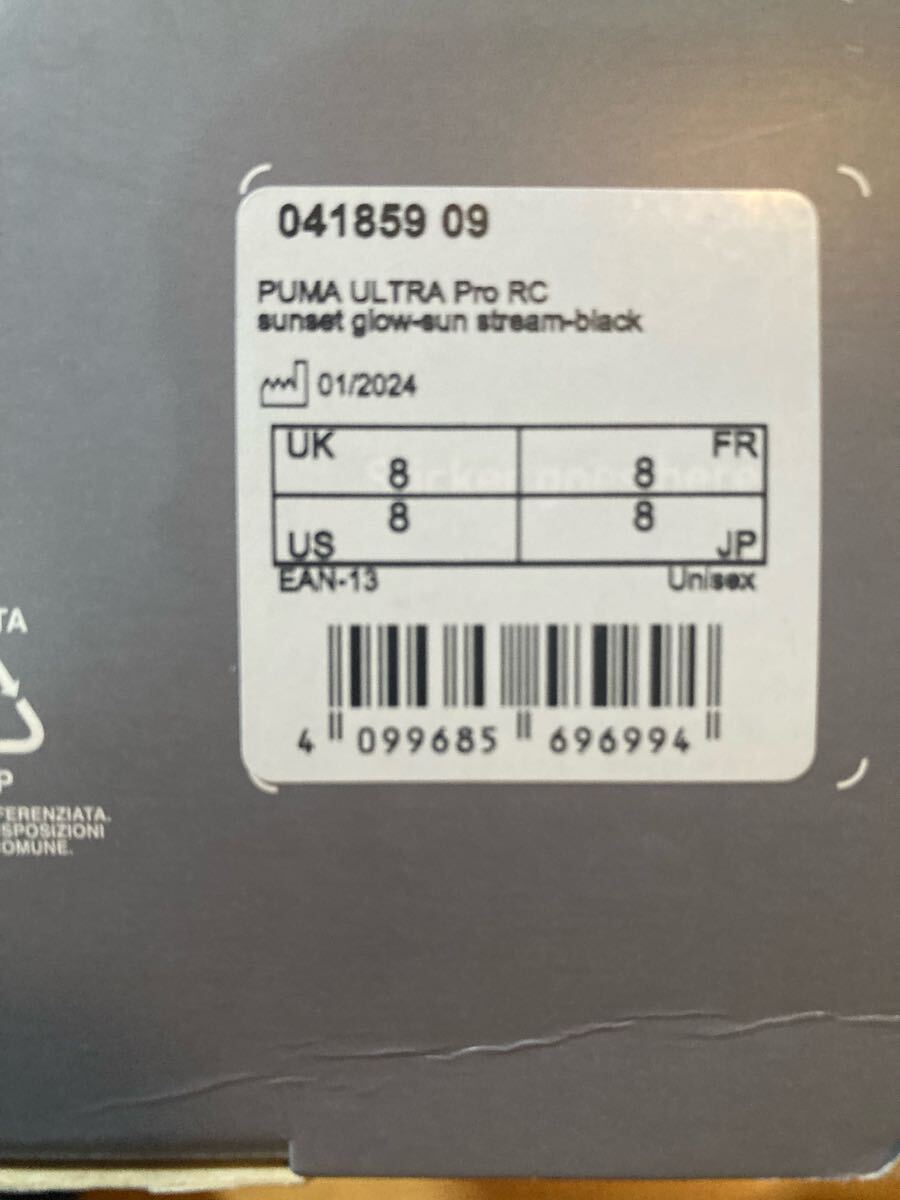 041859 09
PUMA ULTRA Pro RC
sunset glow-sun stream-black
01/2024
UK 8 8 FR
US 8 8 JP
EAN-13 Unisex
4 099685 696994
TA
P
FERENZIATA.
SPOSIZIONI
OMUNE.